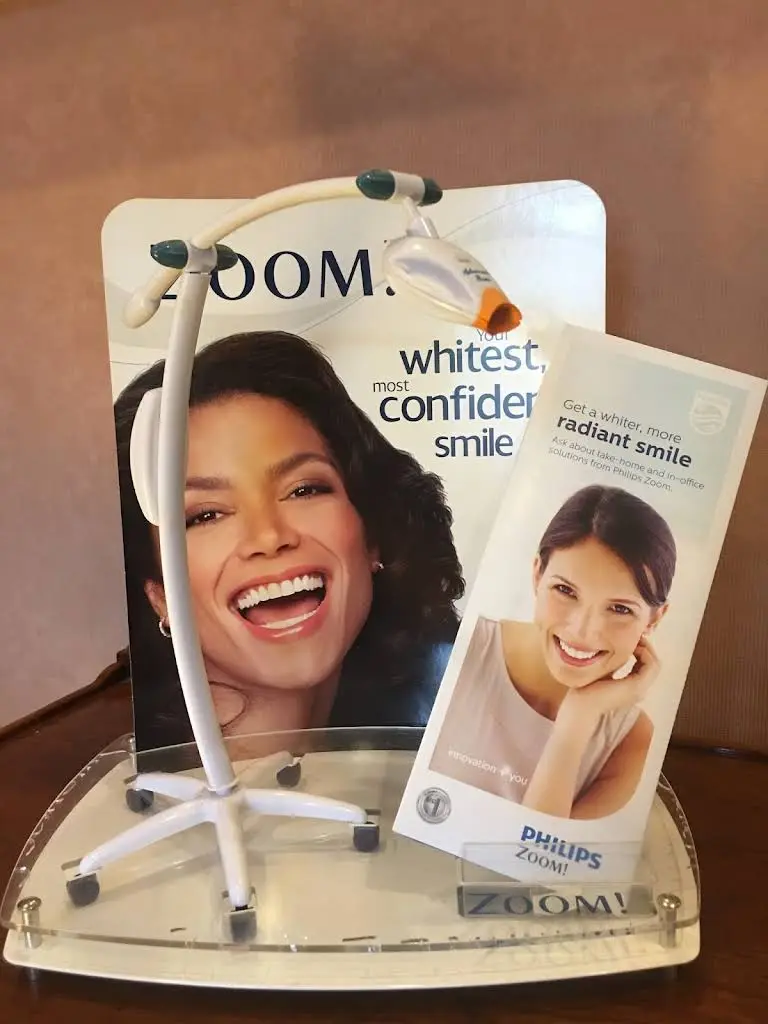 ZOOM!
Your
whitest,
most
confiden
smile
Get a whiter, more
radiant smile
Ask about take-home and in-office
solutions from Philips Zoom.
innovation + you
PHILIPS
ZOOM!
ZOOM!